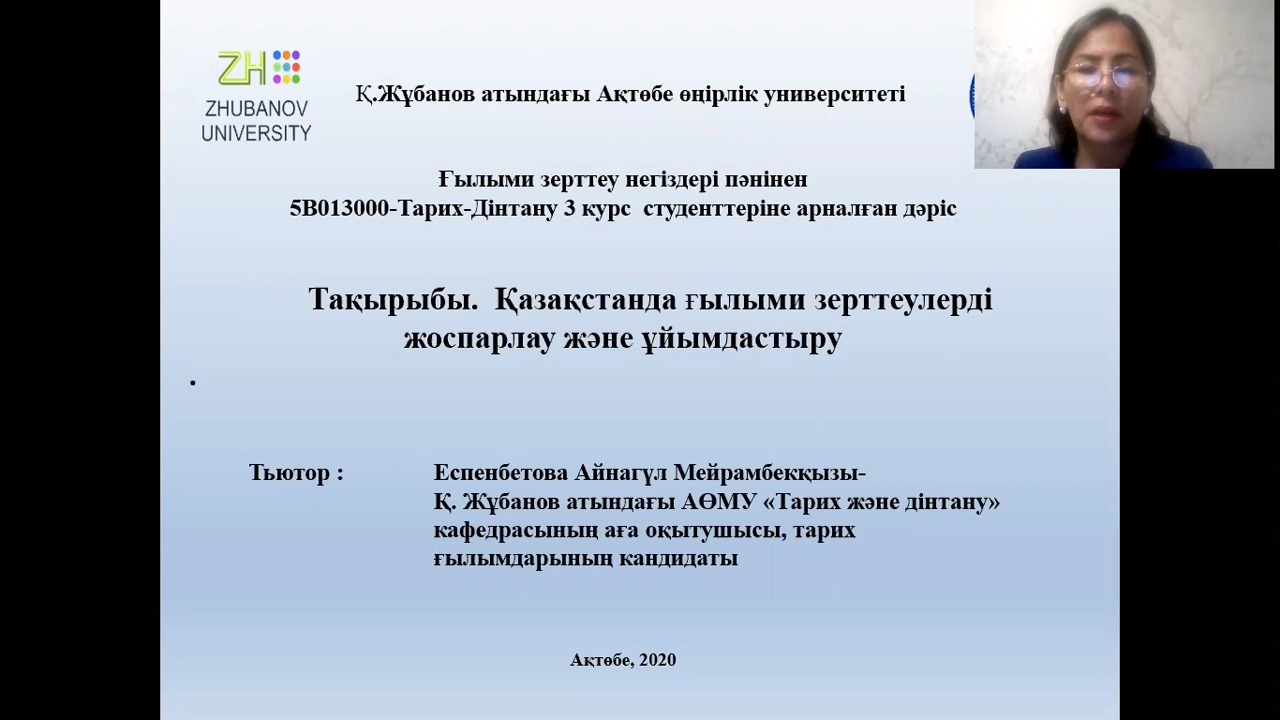 ZH
ZHUBANOV
UNIVERSITY
Қ.Жұбанов атындағы Ақтөбе өңірлік университеті
Ғылыми зерттеу негіздері пәнінен
5В013000-Тарих-Дінтану 3 курс студенттеріне арналған дәріс
Тақырыбы. Қазақстанда ғылыми зерттеулерді
жоспарлау және ұйымдастыру
Тьютор :
Еспенбетова Айнагүл Мейрамбекқызы-
Қ. Жұбанов атындағы АӨМУ «Тарих және дінтану»
кафедрасының аға оқытушысы, тарих
ғылымдарының кандидаты
Ақтөбе, 2020